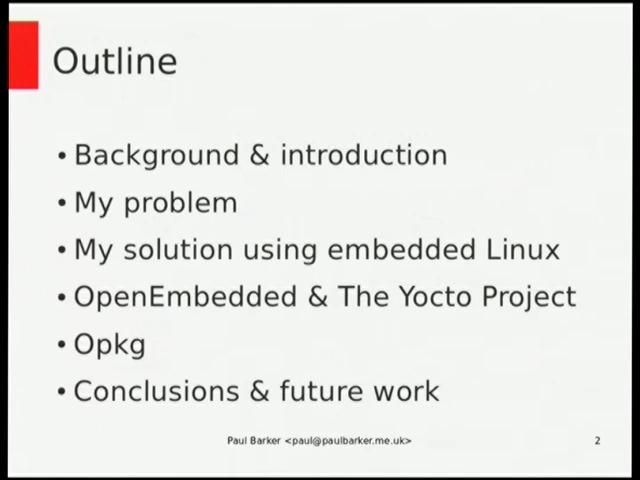 Outline
• Background & introduction
• My problem
• My solution using embedded Linux
• OpenEmbedded & The Yocto Project
• Opkg
• Conclusions & future work
Paul Barker <paul@paulbarker.me.uk> 2